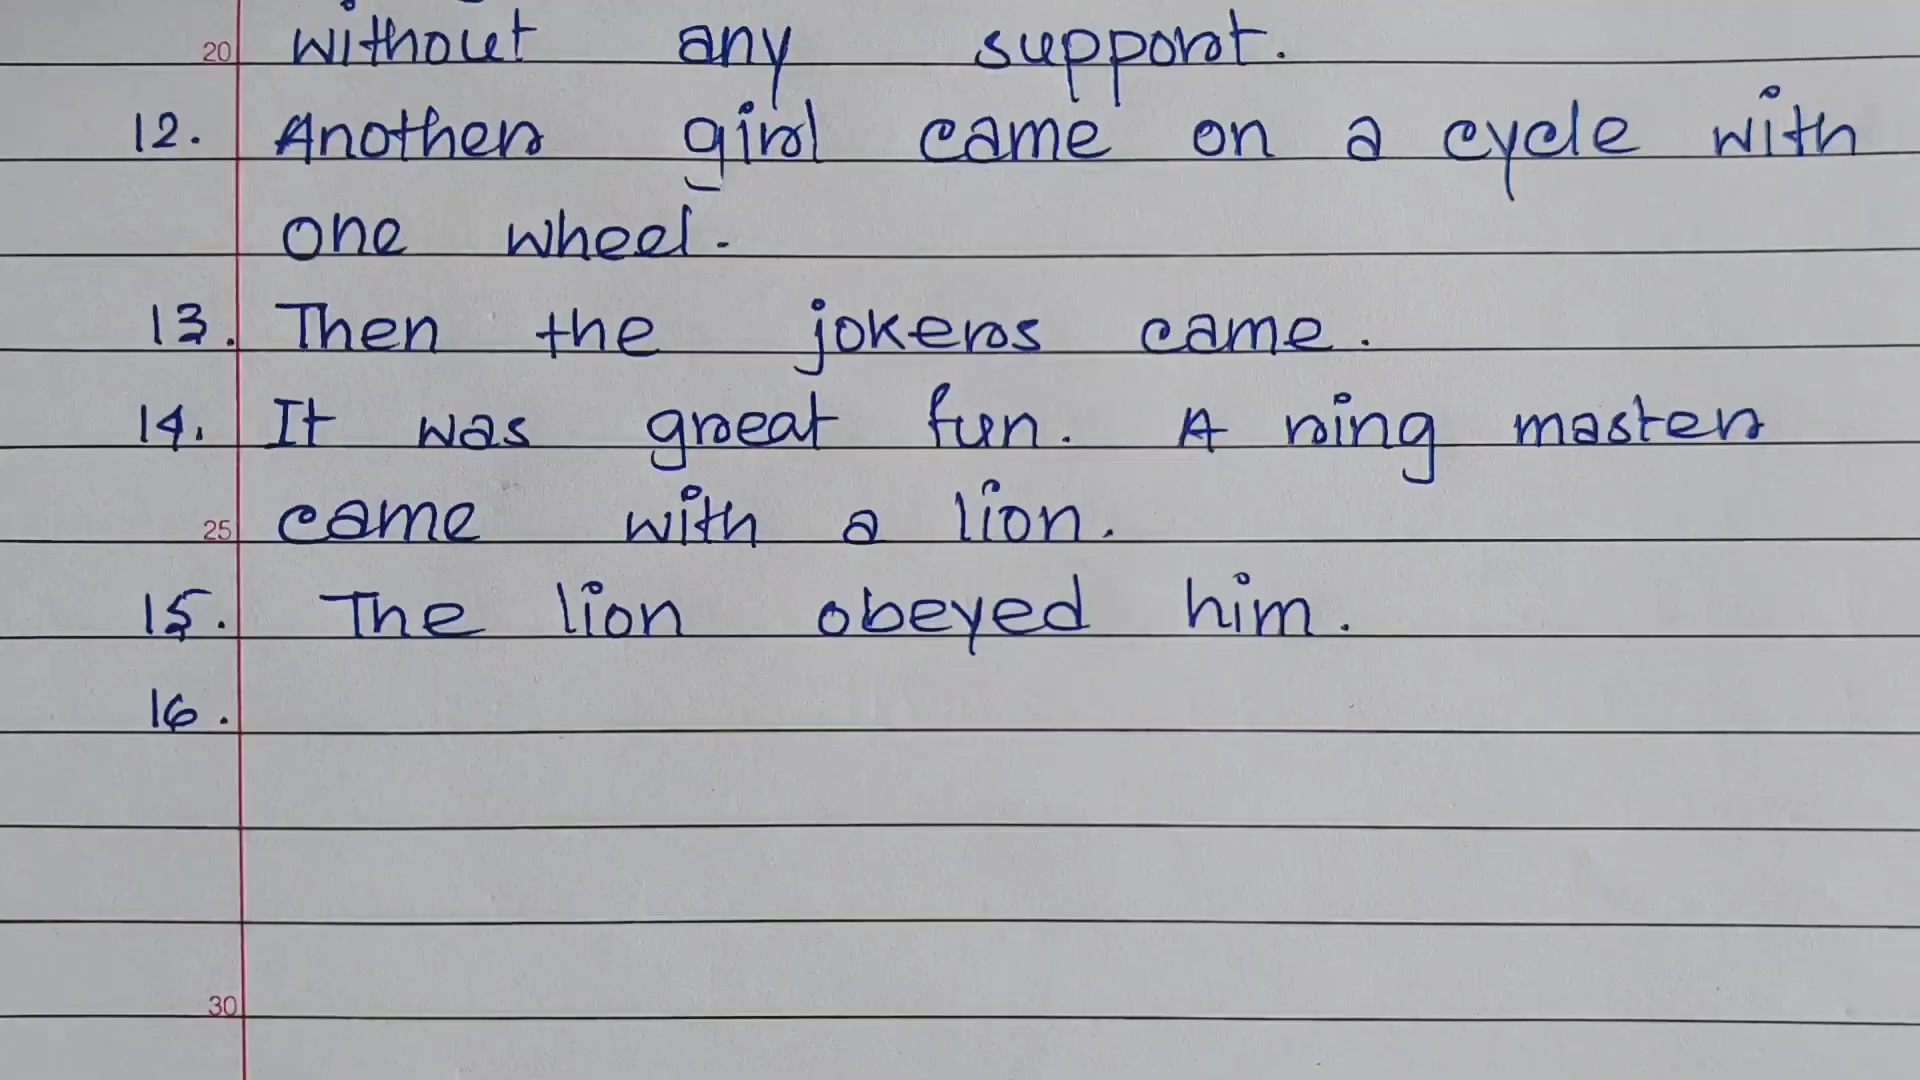 20 without any support.
12. Another girl came on a cycle with
one wheel.
13. Then the jokers came.
14. It was great fun. A ring master
25 came with a lion.
15. The lion obeyed him.
16.
30